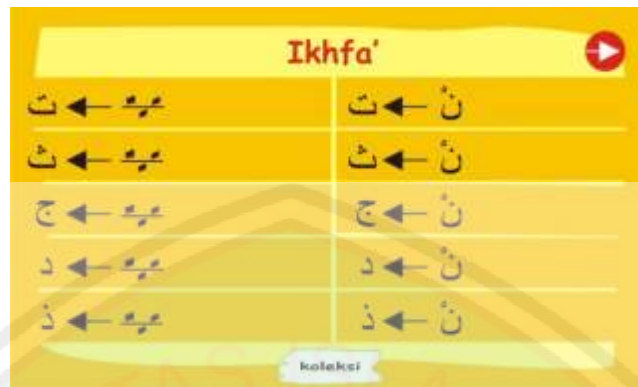 Ikhfa'
نْ ← ت ـًـٍـٌ ← ت
نْ ← ث ـًـٍـٌ ← ث
نْ ← ج ـًـٍـٌ ← ج
نْ ← د ـًـٍـٌ ← د
نْ ← ذ ـًـٍـٌ ← ذ
koleksi